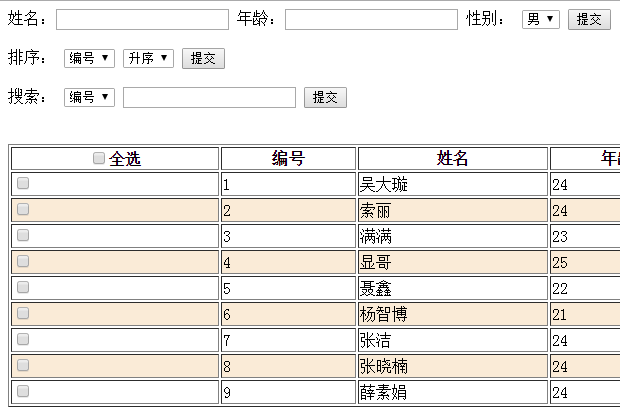 姓名： 年龄： 性别： 男 提交
排序： 编号 升序 提交
搜索： 编号 提交
全选 编号 姓名
1 吴大璇 24
2 索丽 24
3 满满 23
4 显哥 25
5 聂鑫 22
6 杨智博 21
7 张洁 24
8 张晓楠 24
9 薛素娟 24